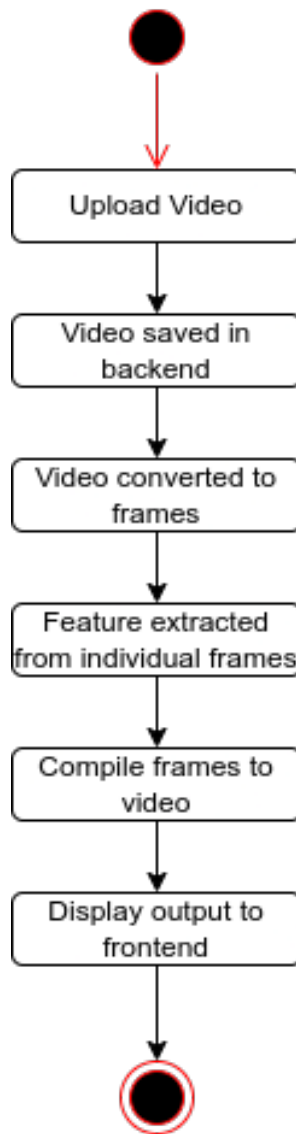 Upload Video
Video saved in
backend
Video converted to
frames
Feature extracted
from individual frames
Compile frames to
video
Display output to
frontend